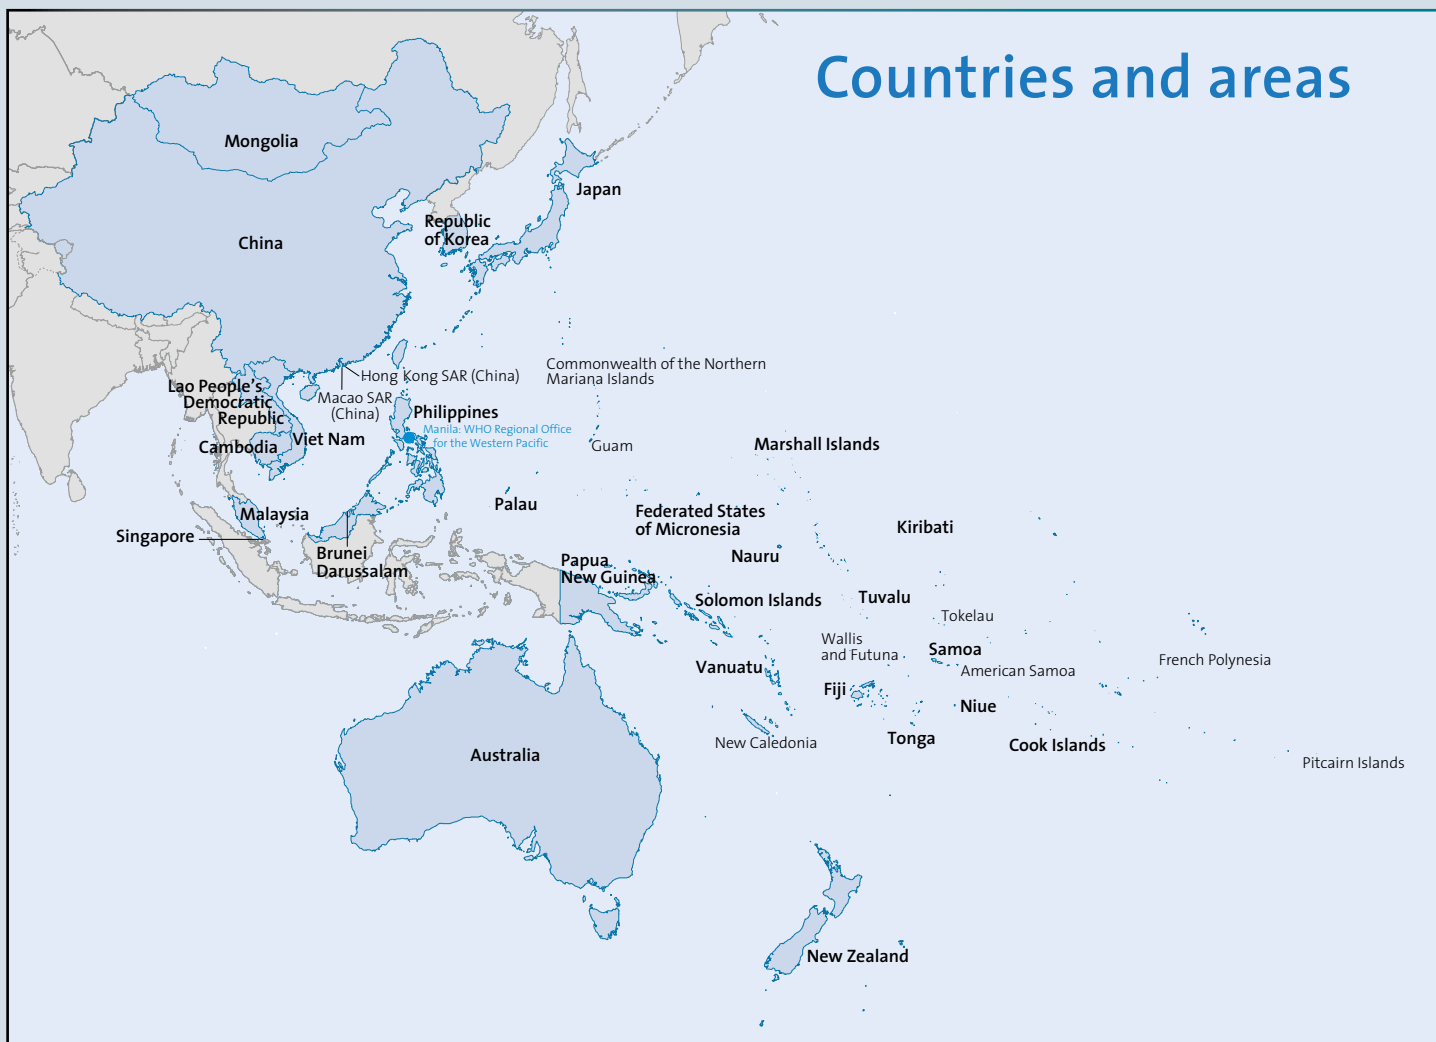 Countries and areas
Mongolia
Japan
Republic
of Korea
China
Commonwealth of the Northern
Mariana Islands
Hong Kong SAR (China)
Lao People's
Democratic
Republic
Macao SAR
(China)
Philippines
Manila: WHO Regional Office
for the Western Pacific
Viet Nam
Cambodia
Guam
Marshall Islands
Palau
Malaysia
Federated States
of Micronesia
Kiribati
Singapore
Brunei
Darussalam
Nauru
Papua
New Guinea
Solomon Islands
Tuvalu
Tokelau
Wallis
and Futuna
Samoa
American Samoa
French Polynesia
Vanuatu
Fiji
Niue
New Caledonia
Tonga
Cook Islands
Australia
Pitcairn Islands
New Zealand